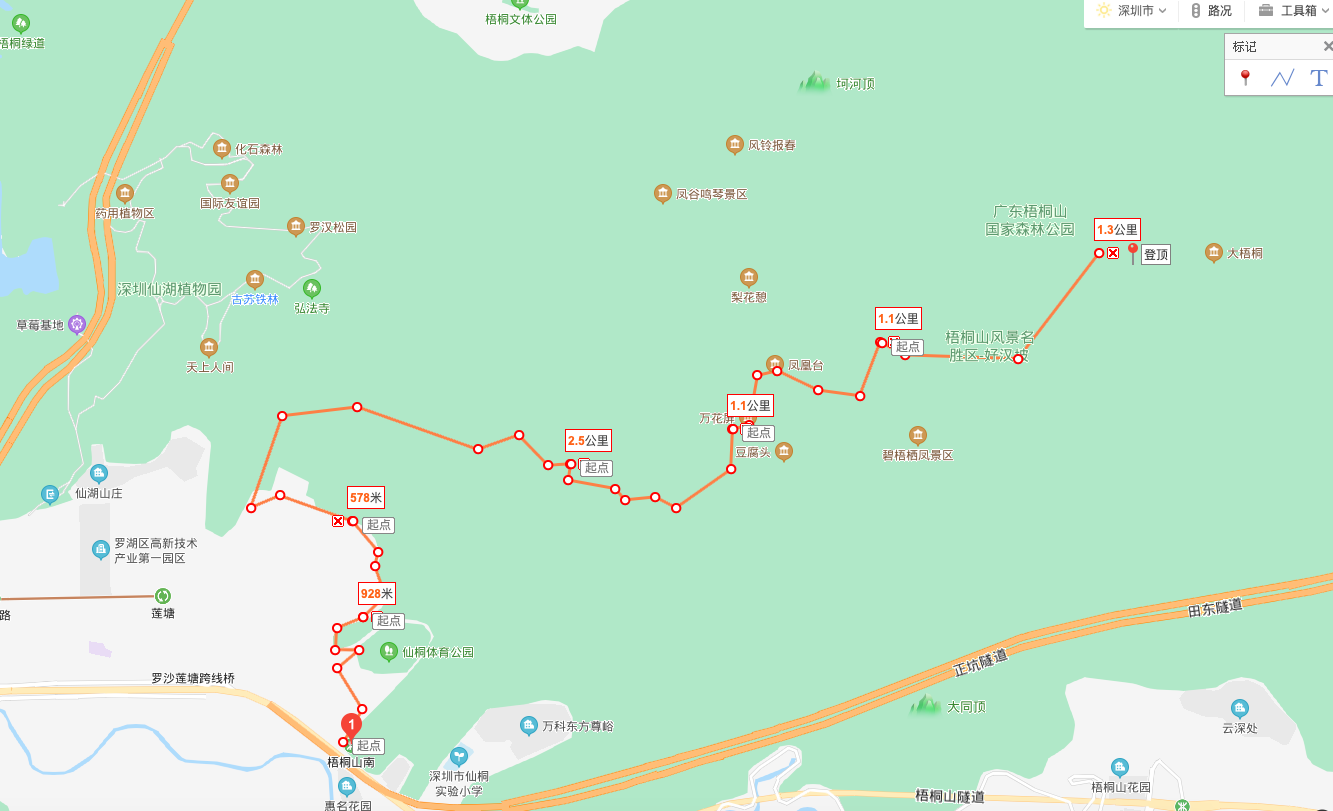 深圳市
路况
工具箱
标记
T
梧桐文体公园
梧桐绿道
坷河顶
风铃报春
化石森林
国际友谊园
药用植物区
凤谷鸣琴景区
广东梧桐山
国家森林公园
罗汉松园
1.3公里
登顶
大梧桐
深圳仙湖植物园
古苏铁林
弘法寺
梨花憩
草莓基地
1.1公里
起点
梧桐山风景名
胜区-好汉坡
天上人间
凤凰台
1.1公里
万花屏
起点
豆腐头
碧梧栖凤景区
2.5公里
起点
仙湖山庄
578米
起点
罗湖区高新技术
产业第一园区
928米
起点
路
莲塘
田东隧道
仙桐体育公园
正坑隧道
罗沙莲塘跨线桥
大同顶
1
起点
梧桐山南
万科东方尊峪
云深处
深圳市仙桐
实验小学
梧桐山花园
梧桐山隧道
惠名花园